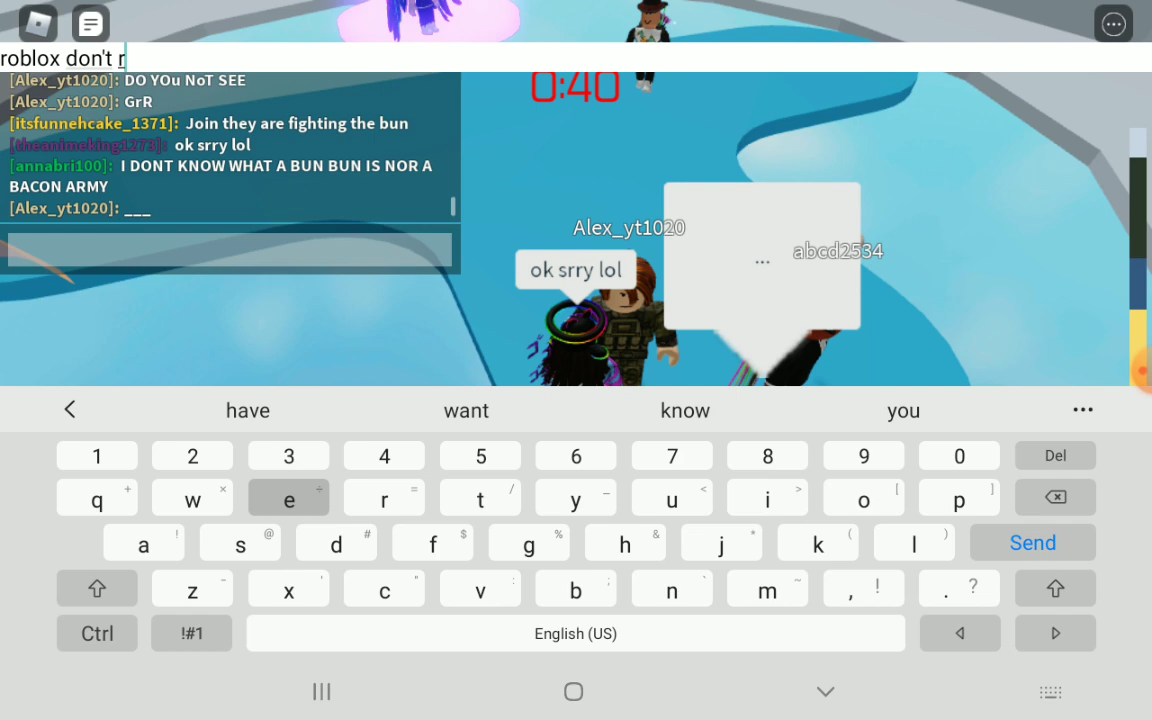 roblox don't r
[Alex_yt1020]: DO YOu NoT SEE
[Alex_yt1020]: GrR
[itsfunnehcake_1371]: Join they are fighting the bun
[theanimeking1273]: ok srry lol
[annabri100]: I DONT KNOW WHAT A BUN BUN IS NOR A
BACON ARMY
[Alex_yt1020]: ___
0:40
Alex_yt1020
abcd2534
...
ok srry lol
have want know you
1 2 3 4 5 6 7 8 9 0 Del
q + w × e ÷ r = t / y _ u < i > o [ p ]
a ! s @ d # f $ g % h & j * k ( l ) Send
z - x ' c " v : b ; n ` m ~ , ! . ?
Ctrl !#1 English (US)